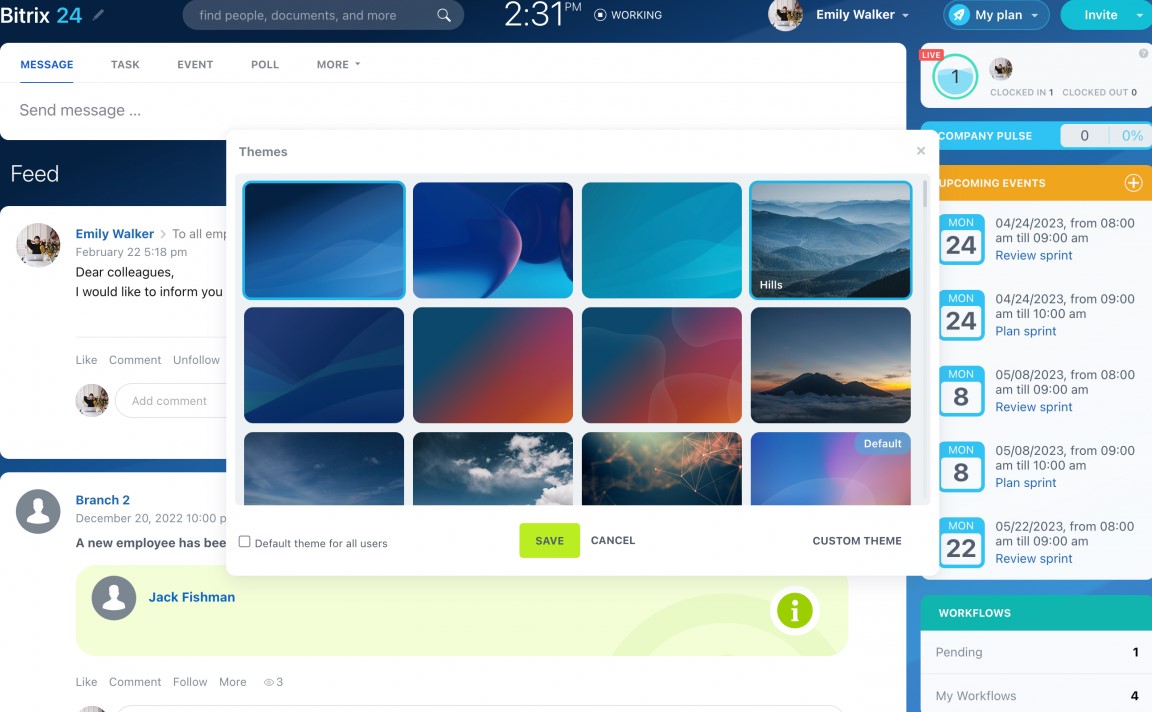 Bitrix 24
find people, documents, and more
2:31 PM
WORKING
Emily Walker
My plan
Invite
MESSAGE
TASK
EVENT
POLL
MORE
Send message ...
LIVE
1
CLOCKED IN 1
CLOCKED OUT 0
?
COMPANY PULSE
0
0%
Feed
UPCOMING EVENTS
MON
24
04/24/2023, from 08:00
am till 09:00 am
Review sprint
MON
24
04/24/2023, from 09:00
am till 10:00 am
Plan sprint
MON
8
05/08/2023, from 08:00
am till 09:00 am
Review sprint
MON
8
05/08/2023, from 09:00
am till 10:00 am
Plan sprint
MON
22
05/22/2023, from 08:00
am till 09:00 am
Review sprint
WORKFLOWS
Pending
1
My Workflows
4
Emily Walker > To all
February 22 5:18 pm
Dear colleagues,
I would like to inform you
Like
Comment
Unfollow
Add comment
Branch 2
December 20, 2022 10:00
A new employee has
Jack Fishman
i
Like
Comment
Follow
More
3
Themes
Hills
Default
Default theme for all users
SAVE
CANCEL
CUSTOM THEME